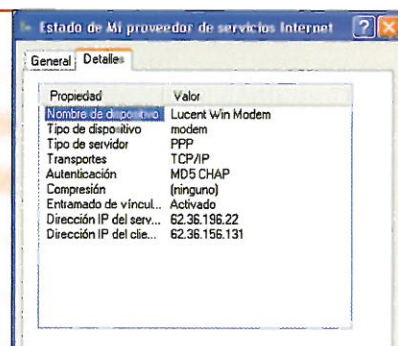 Estado de Mi proveedor de servicios Internet
General Detalles
Propiedad Valor
Nombre de dispositivo Lucent Win Modem
Tipo de dispositivo modem
Tipo de servidor PPP
Transportes TCP/IP
Autenticación MD5 CHAP
Compresión (ninguno)
Entramado de víncul... Activado
Dirección IP del serv... 62.36.196.22
Dirección IP del clie... 62.36.156.131